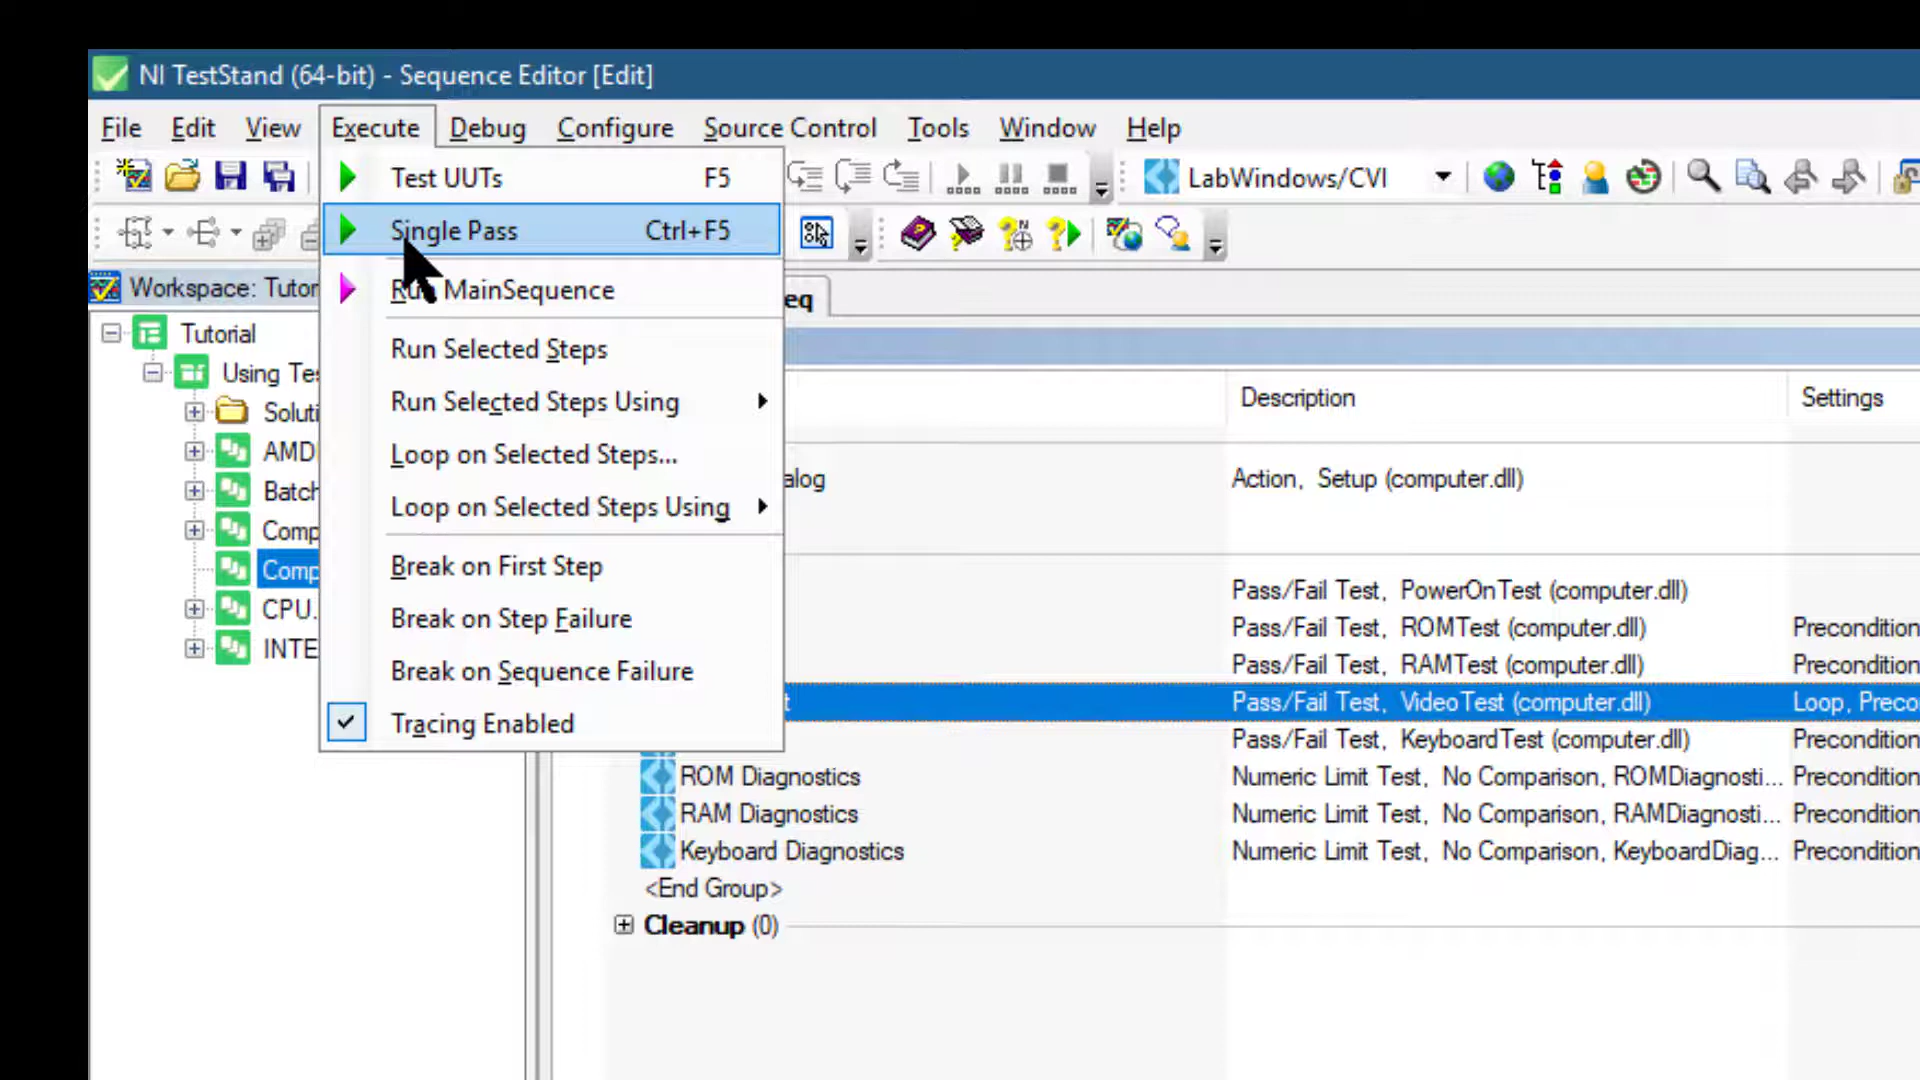 NI TestStand (64-bit) - Sequence Editor [Edit]
File Edit View Execute Debug Configure Source Control Tools Window Help
Test UUTs F5
LabWindows/CVI
Single Pass Ctrl+F5
Workspace: Tutor
Run MainSequence
eq
Tutorial
Run Selected Steps
Using Te
Run Selected Steps Using
Description Settings
Soluti
AMD
Loop on Selected Steps...
alog Action, Setup (computer.dll)
Batch
Loop on Selected Steps Using
Comp
Break on First Step
Comp
Pass/Fail Test, PowerOnTest (computer.dll)
CPU.
Break on Step Failure
Pass/Fail Test, ROMTest (computer.dll) Precondition
INTE
Break on Sequence Failure
Pass/Fail Test, RAMTest (computer.dll) Precondition
t Pass/Fail Test, VideoTest (computer.dll) Loop, Preco
Tracing Enabled
Pass/Fail Test, KeyboardTest (computer.dll) Precondition
ROM Diagnostics Numeric Limit Test, No Comparison, ROMDiagnosti... Precondition
RAM Diagnostics Numeric Limit Test, No Comparison, RAMDiagnosti... Precondition
Keyboard Diagnostics Numeric Limit Test, No Comparison, KeyboardDiag... Precondition
<End Group>
Cleanup (0)